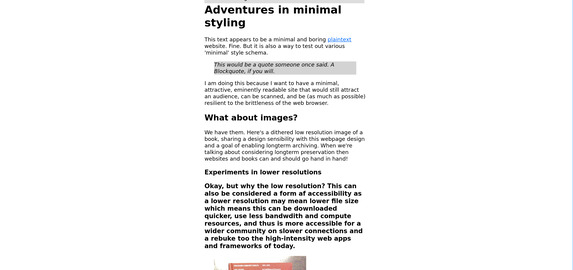 Adventures in minimal
styling
This text appears to be a minimal and boring plaintext
website. Fine. But it is also a way to test out various
'minimal' style schema.
This would be a quote someone once said. A
Blockquote, if you will.
I am doing this because I want to have a minimal,
attractive, eminently readable site that would still attract
an audience, can be scanned, and be (as much as possible)
resilient to the brittleness of the web browser.
What about images?
We have them. Here's a dithered low resolution image of a
book, sharing a design sensibility with this webpage design
and a goal of enabling longterm archiving. When we're
talking about considering longterm preservation then
websites and books can and should go hand in hand!
Experiments in lower resolutions
Okay, but why the low resolution? This can
also be considered a form af accessibility as
a lower resolution may mean lower file size
which means this can be downloaded
quicker, use less bandwidth and compute
resources, and thus is more accessible for a
wider community on slower connections and
a rebuke too the high-intensity web apps
and frameworks of today.